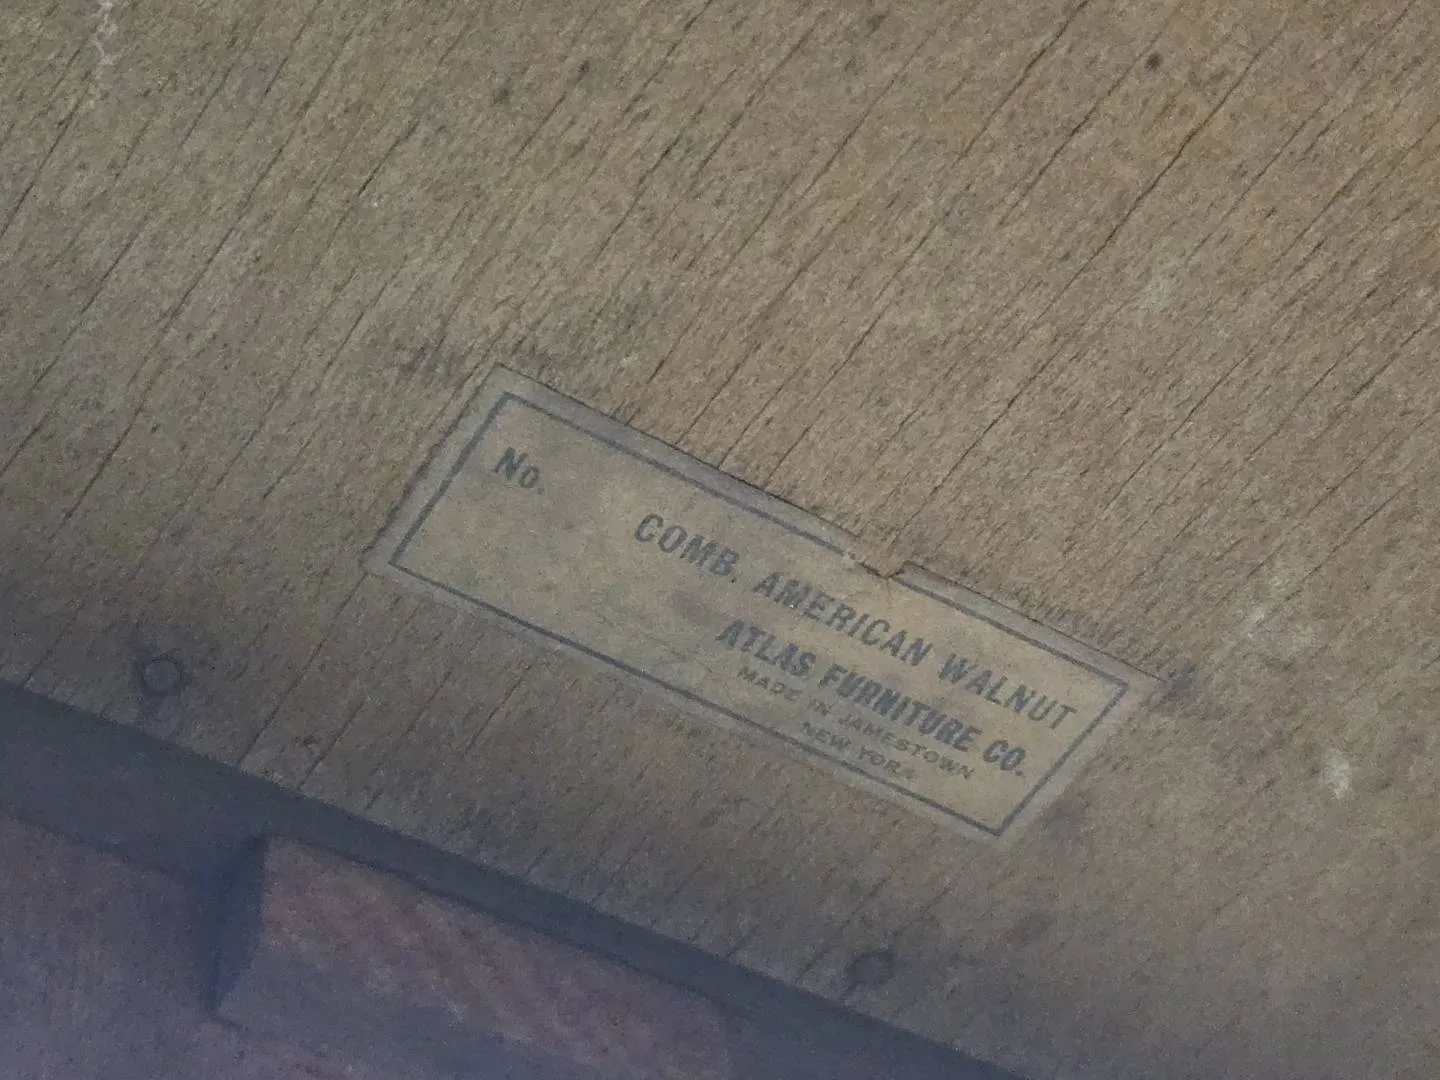 No.
COMB. AMERICAN WALNUT
ATLAS FURNITURE CO.
MADE IN JAMESTOWN
NEW YORK